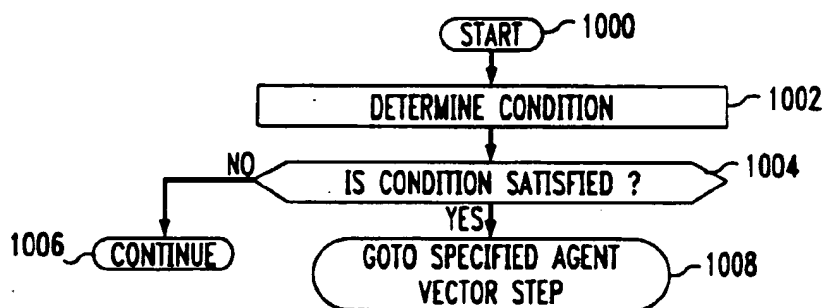 START 1000
DETERMINE CONDITION 1002
IS CONDITION SATISFIED ? 1004
NO
YES
1006 CONTINUE
GOTO SPECIFIED AGENT
VECTOR STEP
1008